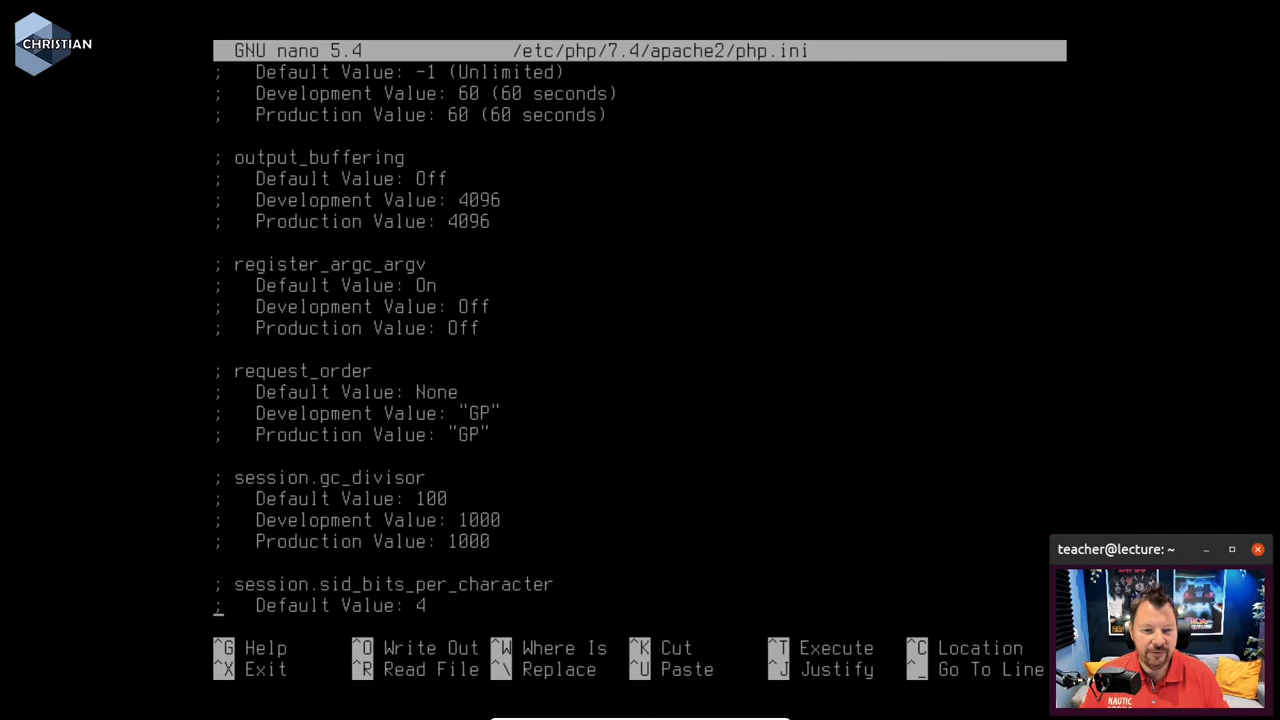 CHRISTIAN
GNU nano 5.4 /etc/php/7.4/apache2/php.ini
; Default Value: -1 (Unlimited)
; Development Value: 60 (60 seconds)
; Production Value: 60 (60 seconds)
; output_buffering
; Default Value: Off
; Development Value: 4096
; Production Value: 4096
; register_argc_argv
; Default Value: On
; Development Value: Off
; Production Value: Off
; request_order
; Default Value: None
; Development Value: "GP"
; Production Value: "GP"
; session.gc_divisor
; Default Value: 100
; Development Value: 1000
; Production Value: 1000
; session.sid_bits_per_character
; Default Value: 4
^G Help ^O Write Out ^W Where Is ^K Cut ^T Execute ^C Location
^X Exit ^R Read File ^\ Replace ^U Paste ^J Justify ^_ Go To Line
teacher@lecture: ~
NAUTIC